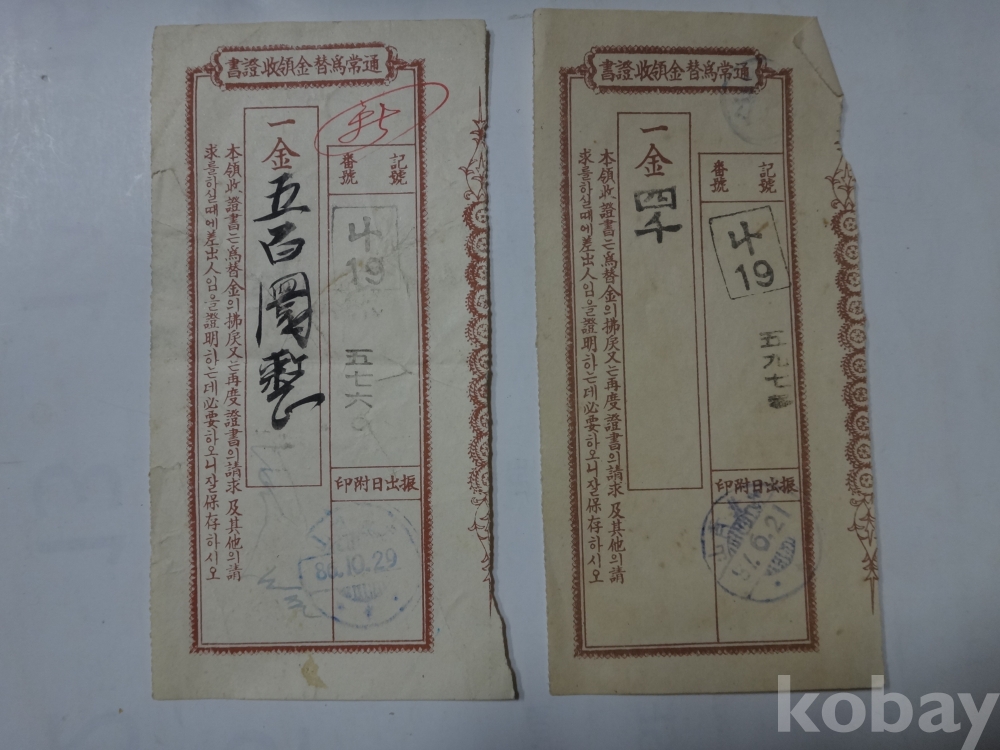 通常爲替金領收證書
記號
番號
나
19
五七六〇
振出日附印
86.10.29
一金五百圜整
本領收證書는爲替金의拂戾又는再度證書의請求及其他의請
求를하실때에差出人임을證明하는데必要하오니잘保存하시오
通常爲替金領收證書
記號
番號
나
19
五九七
振出日附印
6.21
一金四千
本領收證書는爲替金의拂戾又는再度證書의請求及其他의請
求를하실때에差出人임을證明하는데必要하오니잘保存하시오
kobay